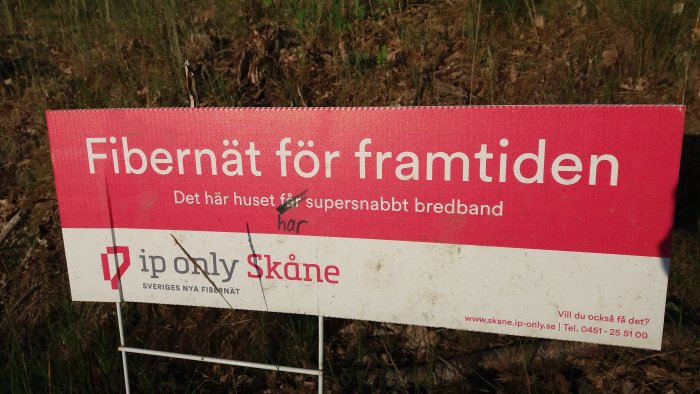 Fibernät för framtiden
Det här huset får supersnabbt bredband
har
ip only Skåne
SVERIGES NYA FIBERNÄT
Vill du också få det?
www.skane.ip-only.se | Tel. 0451 - 25 51 00